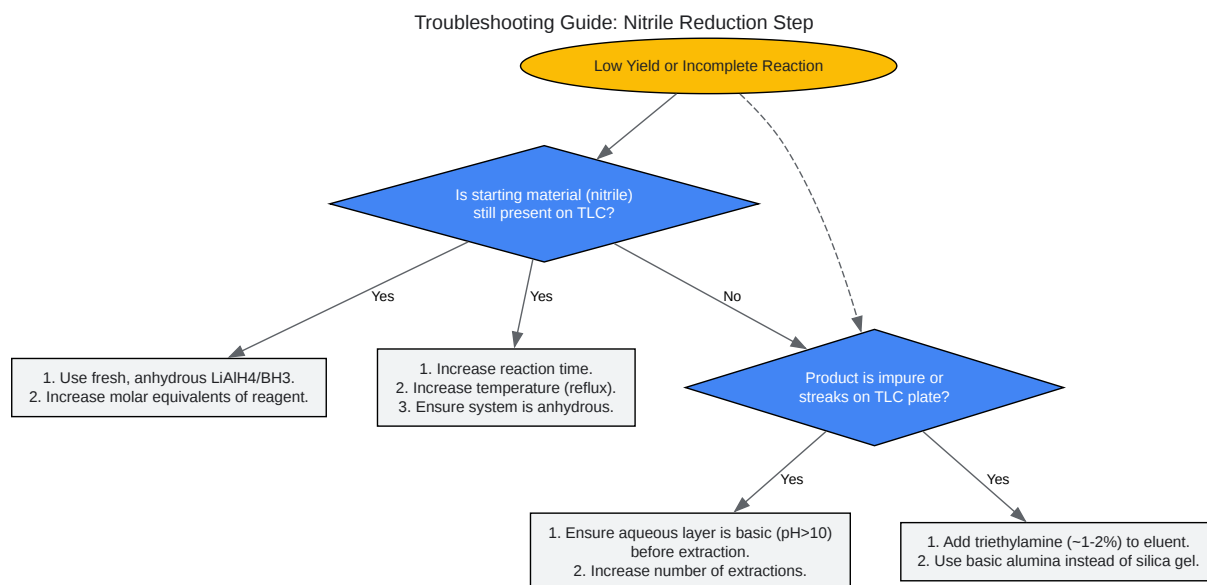 Troubleshooting Guide: Nitrile Reduction Step
Low Yield or Incomplete Reaction
Is starting material (nitrile)
still present on TLC?
Yes
Yes
No
1. Use fresh, anhydrous LiAlH4/BH3.
2. Increase molar equivalents of reagent.
1. Increase reaction time.
2. Increase temperature (reflux).
3. Ensure system is anhydrous.
Product is impure or
streaks on TLC plate?
Yes
Yes
1. Ensure aqueous layer is basic (pH>10)
before extraction.
2. Increase number of extractions.
1. Add triethylamine (~1-2%) to eluent.
2. Use basic alumina instead of silica gel.